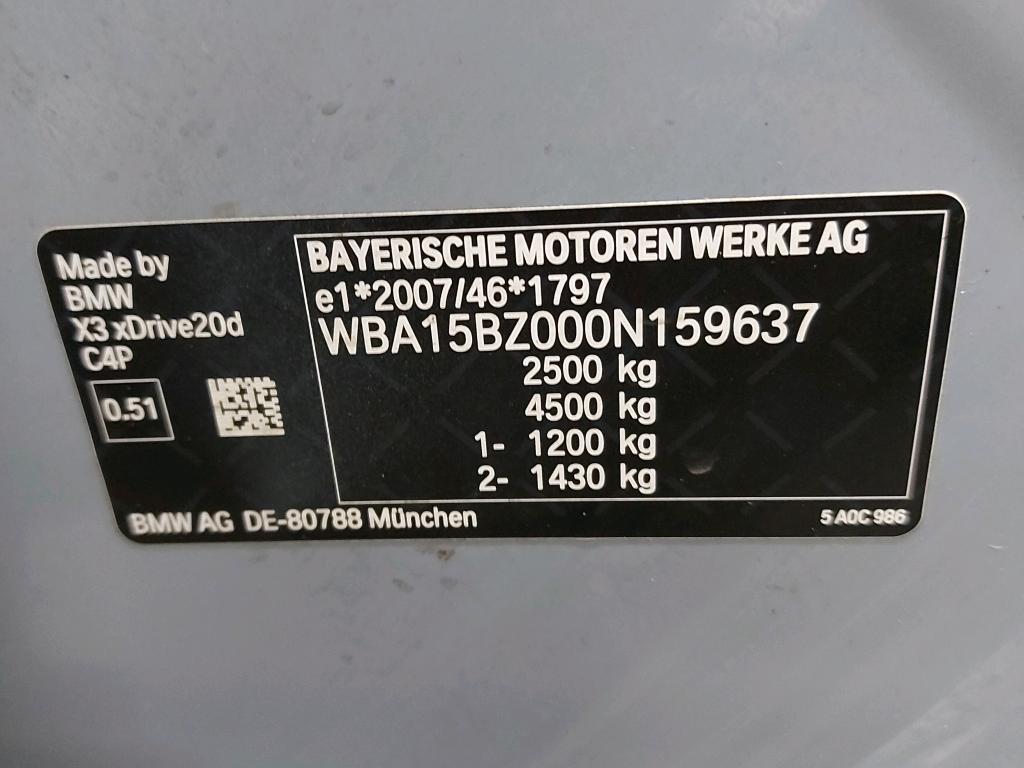 Made by
BMW
X3 xDrive20d
C4P
0.51
BAYERISCHE MOTOREN WERKE AG
e1*2007/46*1797
WBA15BZ000N159637
2500 kg
4500 kg
1- 1200 kg
2- 1430 kg
BMW AG DE-80788 München
5 A0C 986